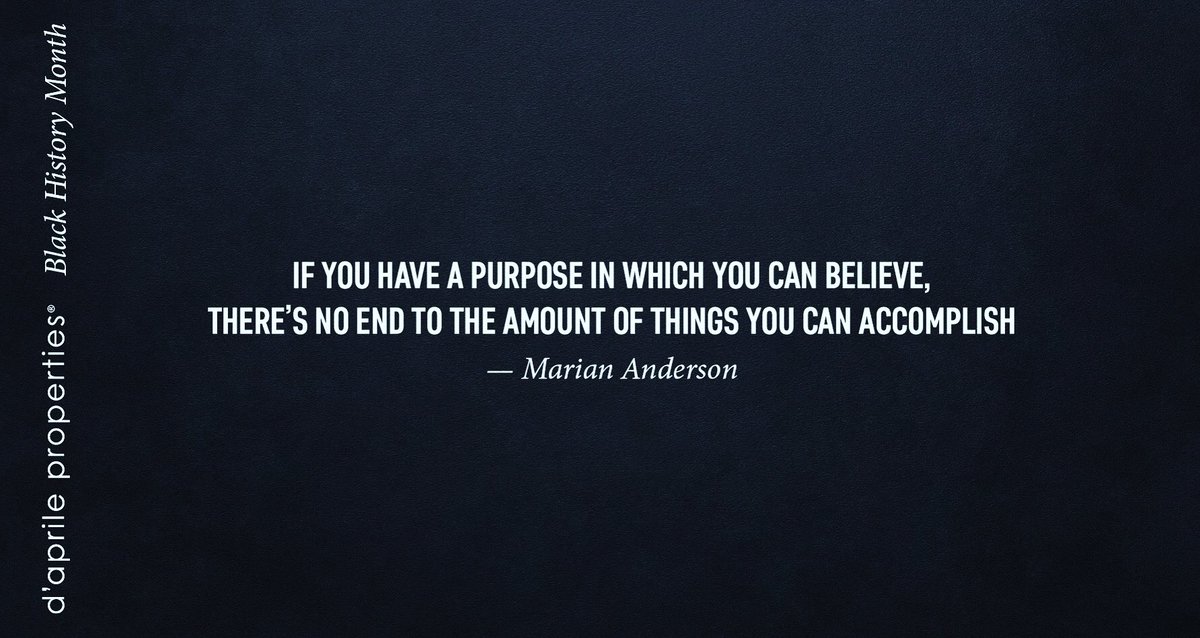 Black History Month
d'aprile properties®
IF YOU HAVE A PURPOSE IN WHICH YOU CAN BELIEVE,
THERE'S NO END TO THE AMOUNT OF THINGS YOU CAN ACCOMPLISH
— Marian Anderson